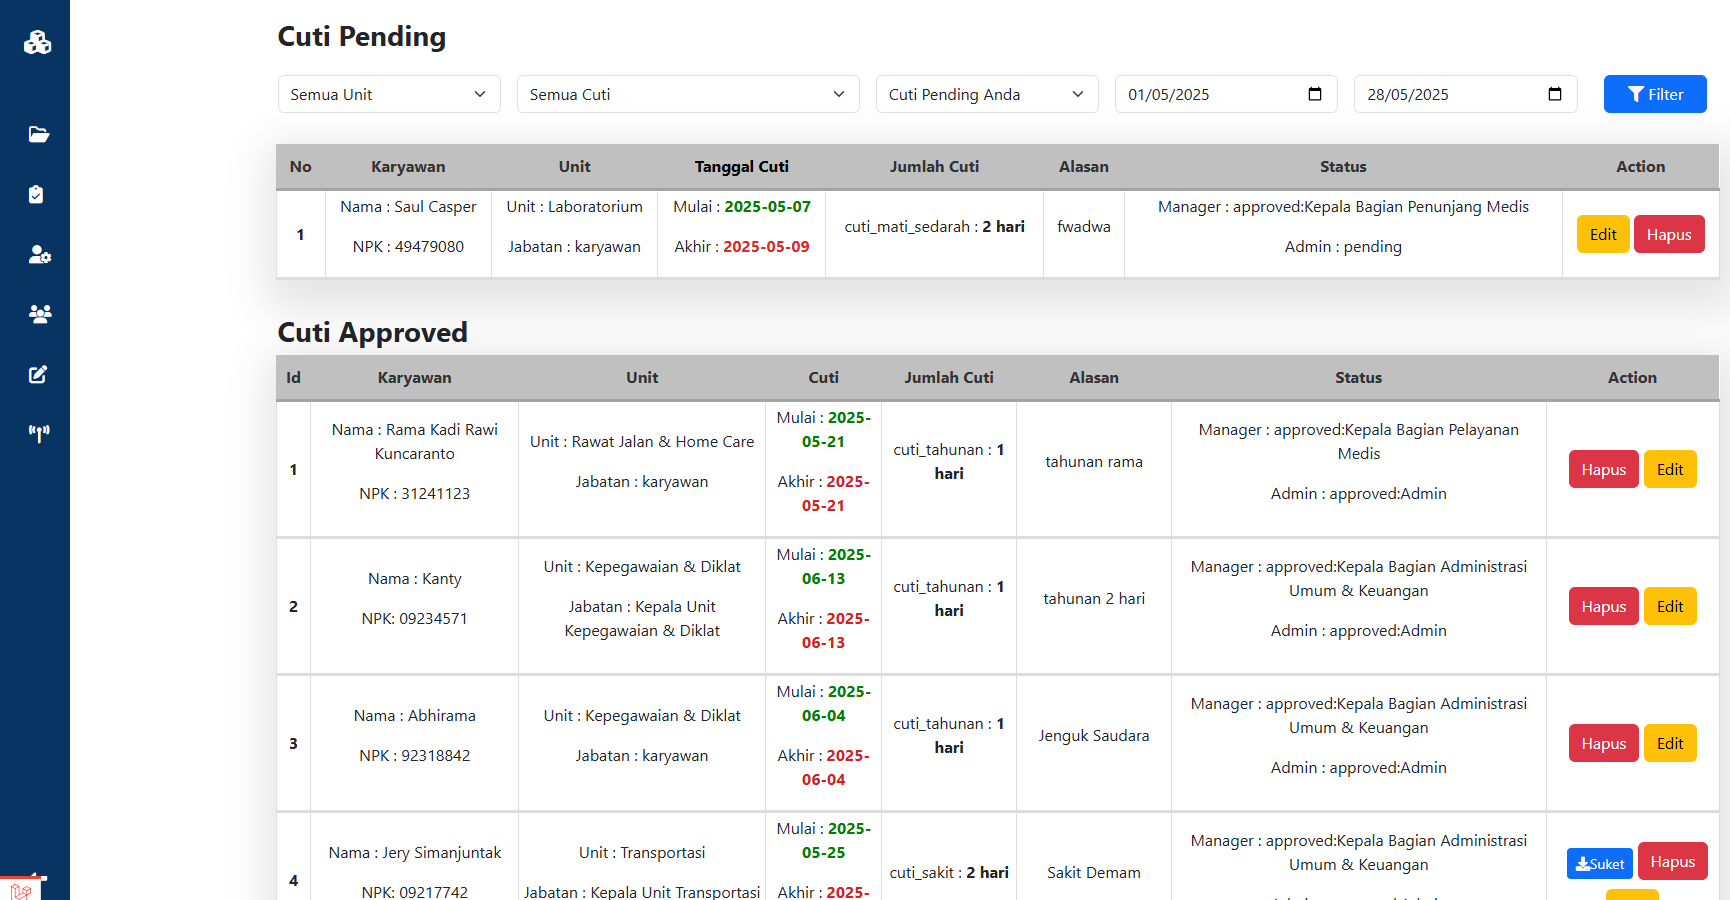 Cuti Pending
Semua Unit
Semua Cuti
Cuti Pending Anda
01/05/2025
28/05/2025
Filter
No Karyawan Unit Tanggal Cuti Jumlah Cuti Alasan Status Action
1
Nama : Saul Casper
NPK : 49479080
Unit : Laboratorium
Jabatan : karyawan
Mulai : 2025-05-07
Akhir : 2025-05-09
cuti_mati_sedarah : 2 hari
fwadwa
Manager : approved:Kepala Bagian Penunjang Medis
Admin : pending
Edit Hapus
Cuti Approved
Id Karyawan Unit Cuti Jumlah Cuti Alasan Status Action
1
Nama : Rama Kadi Rawi
Kuncaranto
NPK : 31241123
Unit : Rawat Jalan & Home Care
Jabatan : karyawan
Mulai : 2025-
05-21
Akhir : 2025-
05-21
cuti_tahunan : 1
hari
tahunan rama
Manager : approved:Kepala Bagian Pelayanan
Medis
Admin : approved:Admin
Hapus Edit
2
Nama : Kanty
NPK: 09234571
Unit : Kepegawaian & Diklat
Jabatan : Kepala Unit
Kepegawaian & Diklat
Mulai : 2025-
06-13
Akhir : 2025-
06-13
cuti_tahunan : 1
hari
tahunan 2 hari
Manager : approved:Kepala Bagian Administrasi
Umum & Keuangan
Admin : approved:Admin
Hapus Edit
3
Nama : Abhirama
NPK : 92318842
Unit : Kepegawaian & Diklat
Jabatan : karyawan
Mulai : 2025-
06-04
Akhir : 2025-
06-04
cuti_tahunan : 1
hari
Jenguk Saudara
Manager : approved:Kepala Bagian Administrasi
Umum & Keuangan
Admin : approved:Admin
Hapus Edit
4
Nama : Jery Simanjuntak
NPK: 09217742
Unit : Transportasi
Jabatan : Kepala Unit Transportasi
Mulai : 2025-
05-25
Akhir : 2025-
cuti_sakit : 2 hari
Sakit Demam
Manager : approved:Kepala Bagian Administrasi
Umum & Keuangan
Suket Hapus